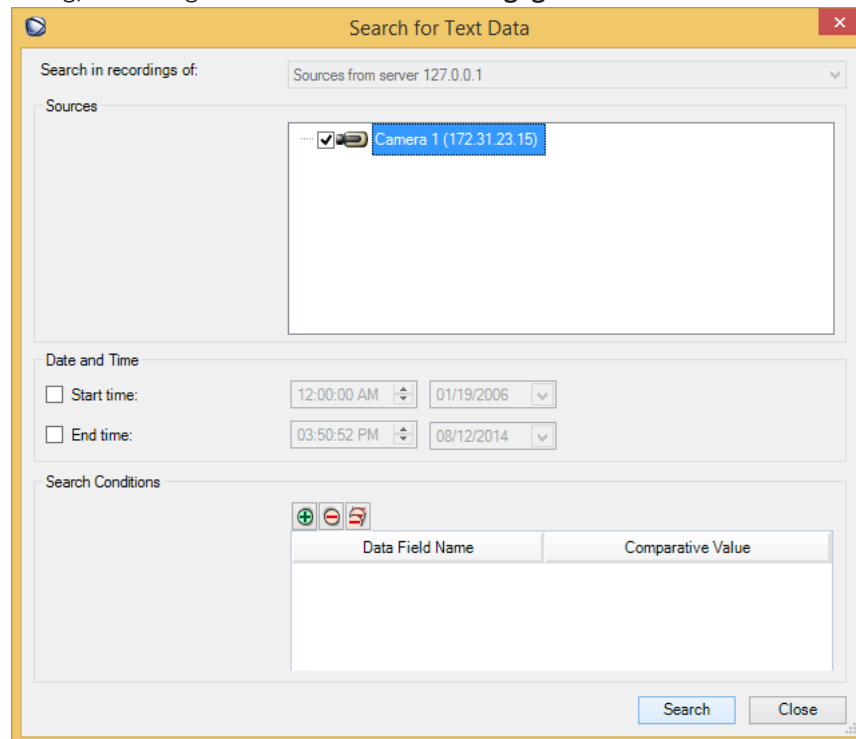 Search for Text Data
Search in recordings of:
Sources from server 127.0.0.1
Sources
Camera 1 (172.31.23.15)
Date and Time
Start time:
12:00:00 AM
01/19/2006
End time:
03:50:52 PM
08/12/2014
Search Conditions
Data Field Name
Comparative Value
Search
Close